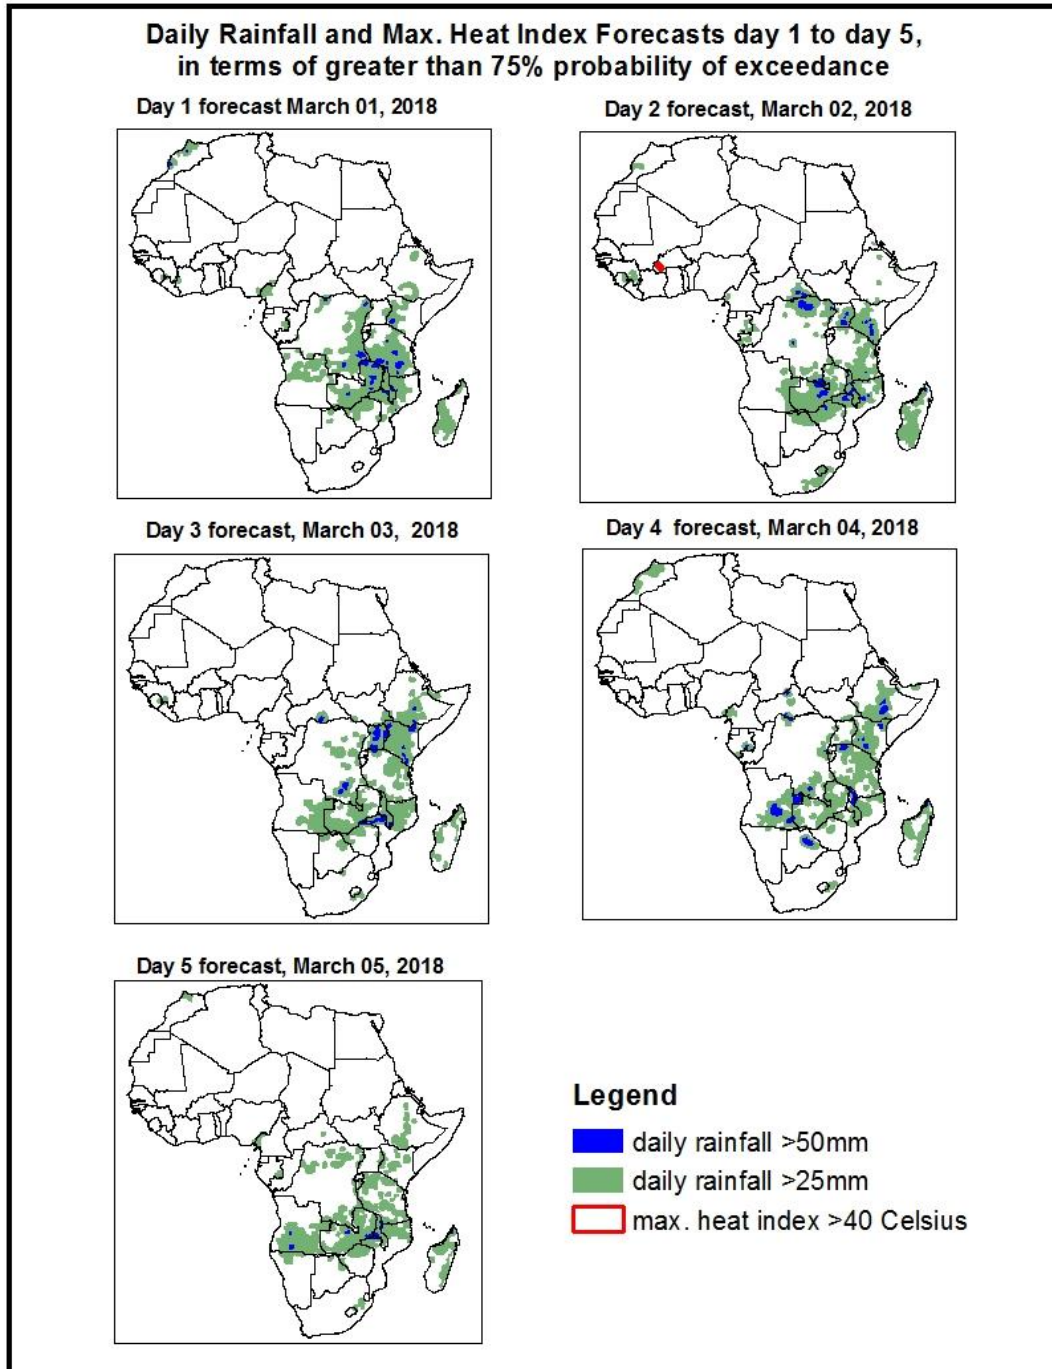 Daily Rainfall and Max. Heat Index Forecasts day 1 to day 5,
in terms of greater than 75% probability of exceedance
Day 1 forecast March 01, 2018
Day 2 forecast, March 02, 2018
Day 3 forecast, March 03, 2018
Day 4 forecast, March 04, 2018
Day 5 forecast, March 05, 2018
Legend
daily rainfall >50mm
daily rainfall >25mm
max. heat index >40 Celsius